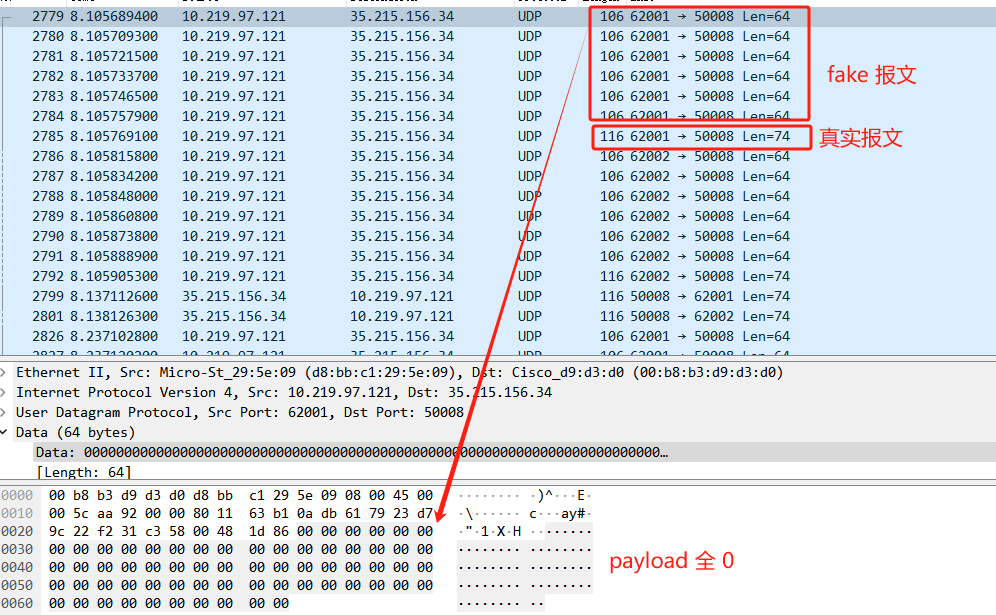 2779 8.105689400 10.219.97.121 35.215.156.34 UDP 106 62001 → 50008 Len=64
2780 8.105709300 10.219.97.121 35.215.156.34 UDP 106 62001 → 50008 Len=64
2781 8.105721500 10.219.97.121 35.215.156.34 UDP 106 62001 → 50008 Len=64
2782 8.105733700 10.219.97.121 35.215.156.34 UDP 106 62001 → 50008 Len=64
fake 报文
2783 8.105746500 10.219.97.121 35.215.156.34 UDP 106 62001 → 50008 Len=64
2784 8.105757900 10.219.97.121 35.215.156.34 UDP 106 62001 → 50008 Len=64
2785 8.105769100 10.219.97.121 35.215.156.34 UDP 116 62001 → 50008 Len=74
真实报文
2786 8.105815800 10.219.97.121 35.215.156.34 UDP 106 62002 → 50008 Len=64
2787 8.105834200 10.219.97.121 35.215.156.34 UDP 106 62002 → 50008 Len=64
2788 8.105848000 10.219.97.121 35.215.156.34 UDP 106 62002 → 50008 Len=64
2789 8.105860800 10.219.97.121 35.215.156.34 UDP 106 62002 → 50008 Len=64
2790 8.105873800 10.219.97.121 35.215.156.34 UDP 106 62002 → 50008 Len=64
2791 8.105888900 10.219.97.121 35.215.156.34 UDP 106 62002 → 50008 Len=64
2792 8.105905300 10.219.97.121 35.215.156.34 UDP 116 62002 → 50008 Len=74
2799 8.137112600 35.215.156.34 10.219.97.121 UDP 116 50008 → 62001 Len=74
2801 8.138126300 35.215.156.34 10.219.97.121 UDP 116 50008 → 62002 Len=74
2826 8.237102800 10.219.97.121 35.215.156.34 UDP 106 62001 → 50008 Len=64
Ethernet II, Src: Micro-St_29:5e:09 (d8:bb:c1:29:5e:09), Dst: Cisco_d9:d3:d0 (00:b8:b3:d9:d3:d0)
Internet Protocol Version 4, Src: 10.219.97.121, Dst: 35.215.156.34
User Datagram Protocol, Src Port: 62001, Dst Port: 50008
Data (64 bytes)
Data: 000000000000000000000000000000000000000000000000000000000000000000000000…
[Length: 64]
0000 00 b8 b3 d9 d3 d0 d8 bb c1 29 5e 09 08 00 45 00 ········ ·)^···E·
0010 00 5c aa 92 00 00 80 11 63 b1 0a db 61 79 23 d7 ·\······ c···ay#·
0020 9c 22 f2 31 c3 58 00 48 1d 86 00 00 00 00 00 00 ·"·1·X·H ········
0030 00 00 00 00 00 00 00 00 00 00 00 00 00 00 00 00 ········ ········
0040 00 00 00 00 00 00 00 00 00 00 00 00 00 00 00 00 ········ ········
payload 全 0
0050 00 00 00 00 00 00 00 00 00 00 00 00 00 00 00 00 ········ ········
0060 00 00 00 00 00 00 00 00 00 00 ········ ··